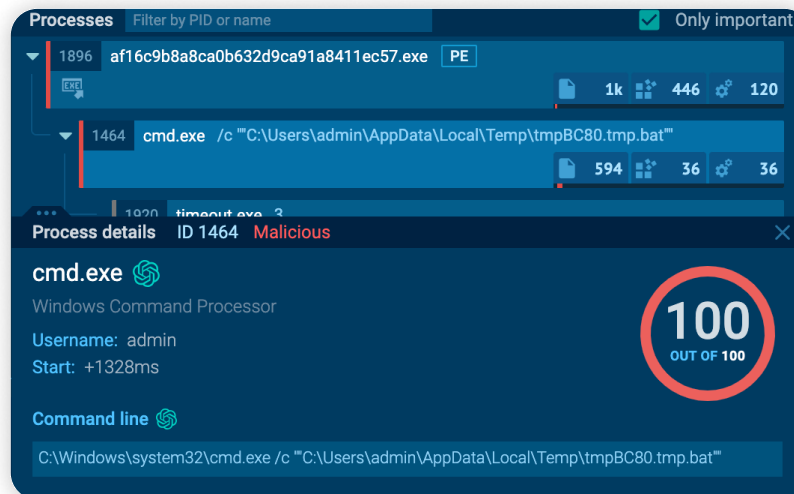 Processes Filter by PID or name Only important
1896 af16c9b8a8ca0b632d9ca91a8411ec57.exe PE
EXE 1k 446 120
1464 cmd.exe /c ""C:\Users\admin\AppData\Local\Temp\tmpBC80.tmp.bat""
594 36 36
1920 timeout.exe 3
Process details ID 1464 Malicious
cmd.exe
Windows Command Processor
Username: admin
Start: +1328ms
100
OUT OF 100
Command line
C:\Windows\system32\cmd.exe /c ""C:\Users\admin\AppData\Local\Temp\tmpBC80.tmp.bat""